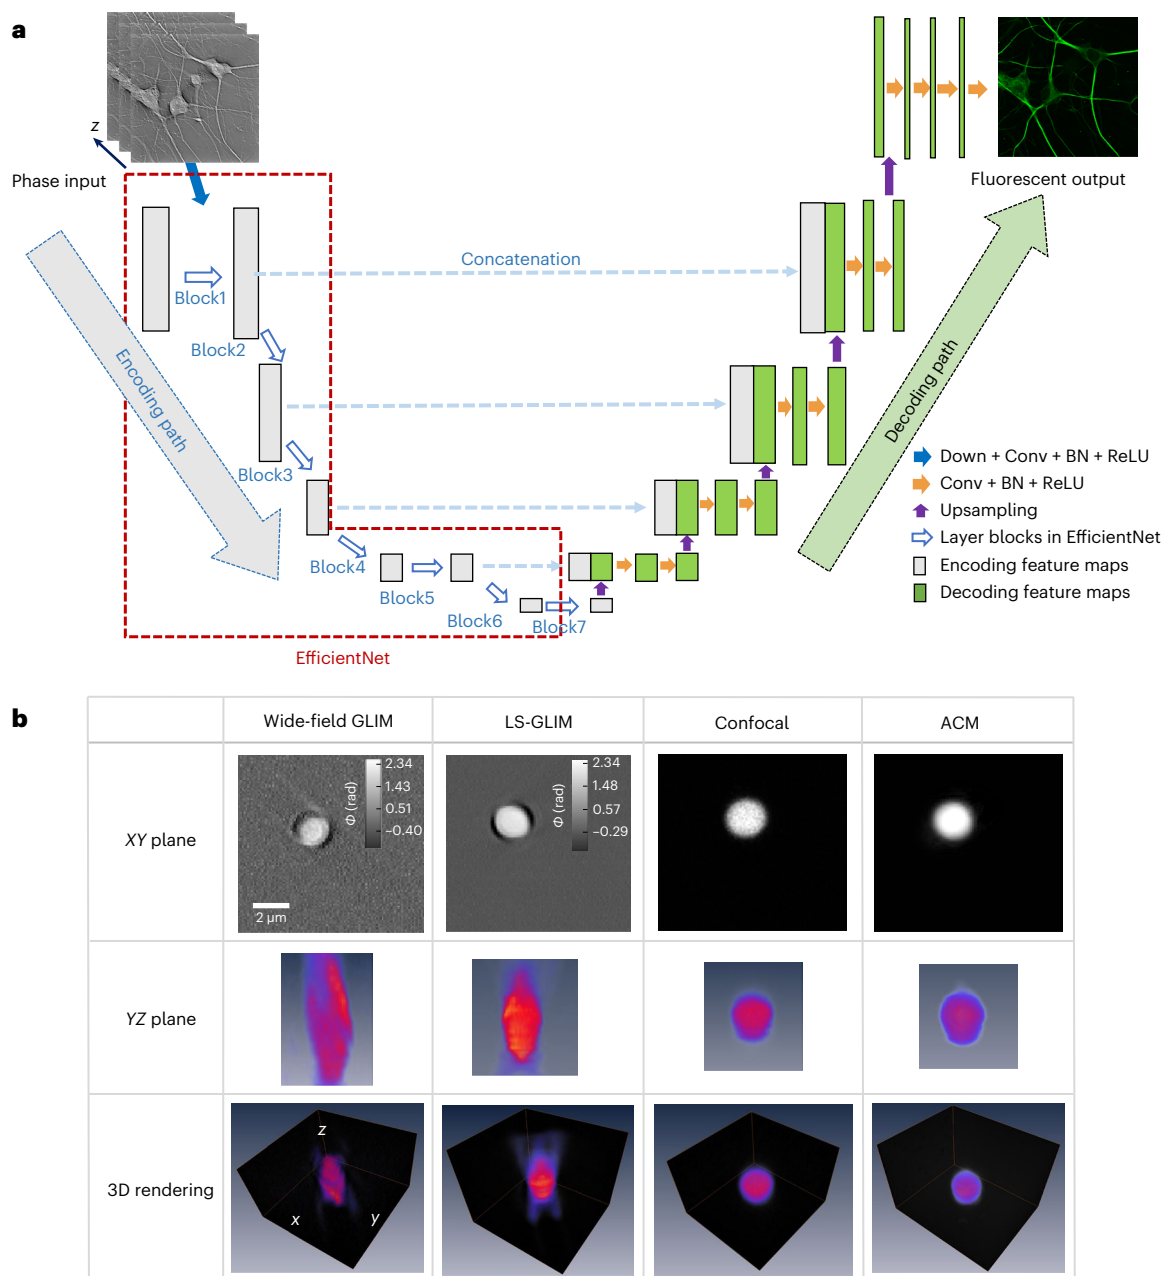 a
z
Phase input
Fluorescent output
Concatenation
Block1
Block2
Encoding path
Decoding path
Block3
Down + Conv + BN + ReLU
Conv + BN + ReLU
Upsampling
Layer blocks in EfficientNet
Encoding feature maps
Decoding feature maps
Block4
Block5
Block6
Block7
EfficientNet
b
Wide-field GLIM
LS-GLIM
Confocal
ACM
XY plane
Φ (rad)
2.34
1.43
0.51
−0.40
2 µm
Φ (rad)
2.34
1.48
0.57
−0.29
YZ plane
3D rendering
z
x
y